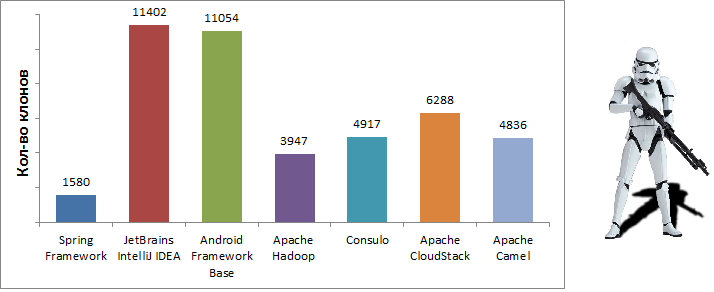 Кол-во клонов
1580
11402
11054
3947
4917
6288
4836
Spring
Framework
JetBrains
IntelliJ IDEA
Android
Framework
Base
Apache
Hadoop
Consulo
Apache
CloudStack
Apache
Camel